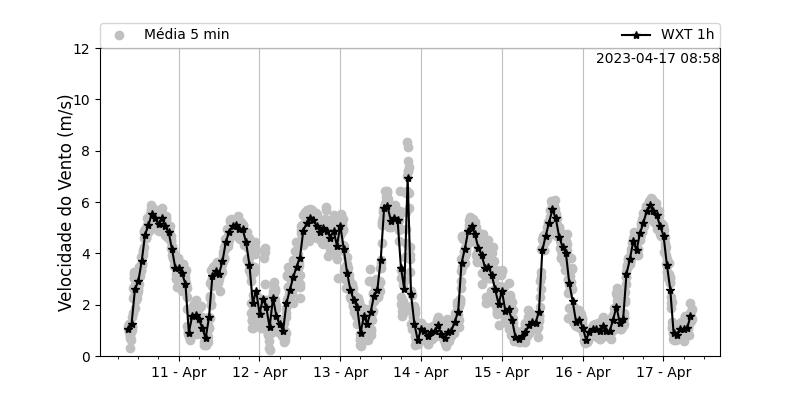 Média 5 min
WXT 1h
2023-04-17 08:58
Velocidade do Vento (m/s)
12
10
8
6
4
2
0
11 - Apr
12 - Apr
13 - Apr
14 - Apr
15 - Apr
16 - Apr
17 - Apr